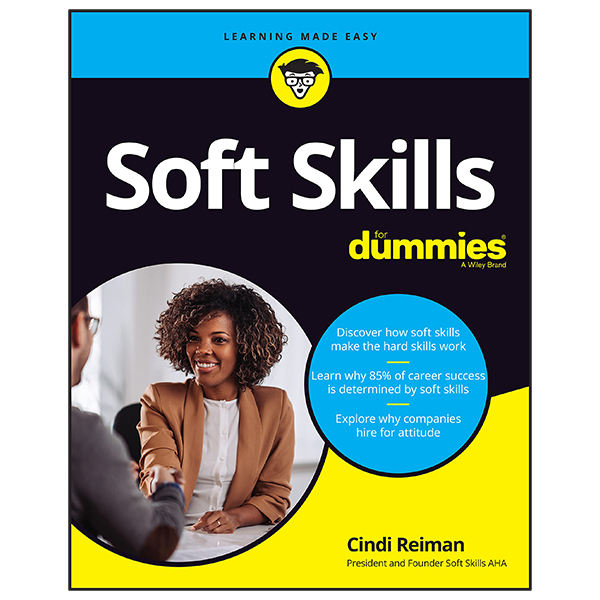 LEARNING MADE EASY
Soft Skills
for
dummies®
A Wiley Brand
Discover how soft skills
make the hard skills work
Learn why 85% of career success
is determined by soft skills
Explore why companies
hire for attitude
Cindi Reiman
President and Founder Soft Skills AHA